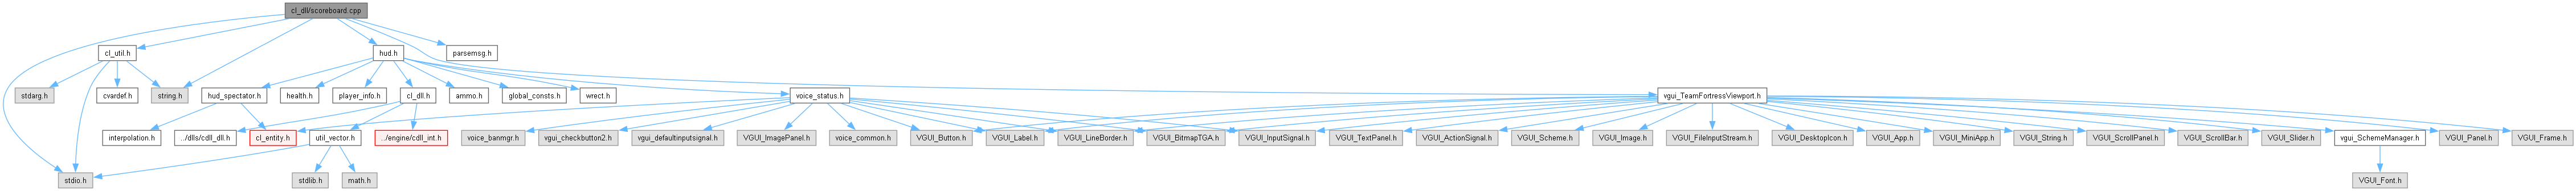 cl_dll/scoreboard.cpp
cl_util.h
hud.h
parsemsg.h
stdarg.h
cvardef.h
string.h
hud_spectator.h
health.h
player_info.h
cl_dll.h
ammo.h
global_consts.h
wrect.h
voice_status.h
vgui_TeamFortressViewport.h
interpolation.h
../dlls/cdll_dll.h
cl_entity.h
util_vector.h
../engine/cdll_int.h
voice_banmgr.h
vgui_checkbutton2.h
vgui_defaultinputsignal.h
VGUI_ImagePanel.h
voice_common.h
VGUI_Button.h
VGUI_Label.h
VGUI_LineBorder.h
VGUI_BitmapTGA.h
VGUI_InputSignal.h
VGUI_TextPanel.h
VGUI_ActionSignal.h
VGUI_Scheme.h
VGUI_Image.h
VGUI_FileInputStream.h
VGUI_DesktopIcon.h
VGUI_App.h
VGUI_MiniApp.h
VGUI_String.h
VGUI_ScrollPanel.h
VGUI_ScrollBar.h
VGUI_Slider.h
vgui_SchemeManager.h
VGUI_Panel.h
VGUI_Frame.h
stdio.h
stdlib.h
math.h
VGUI_Font.h